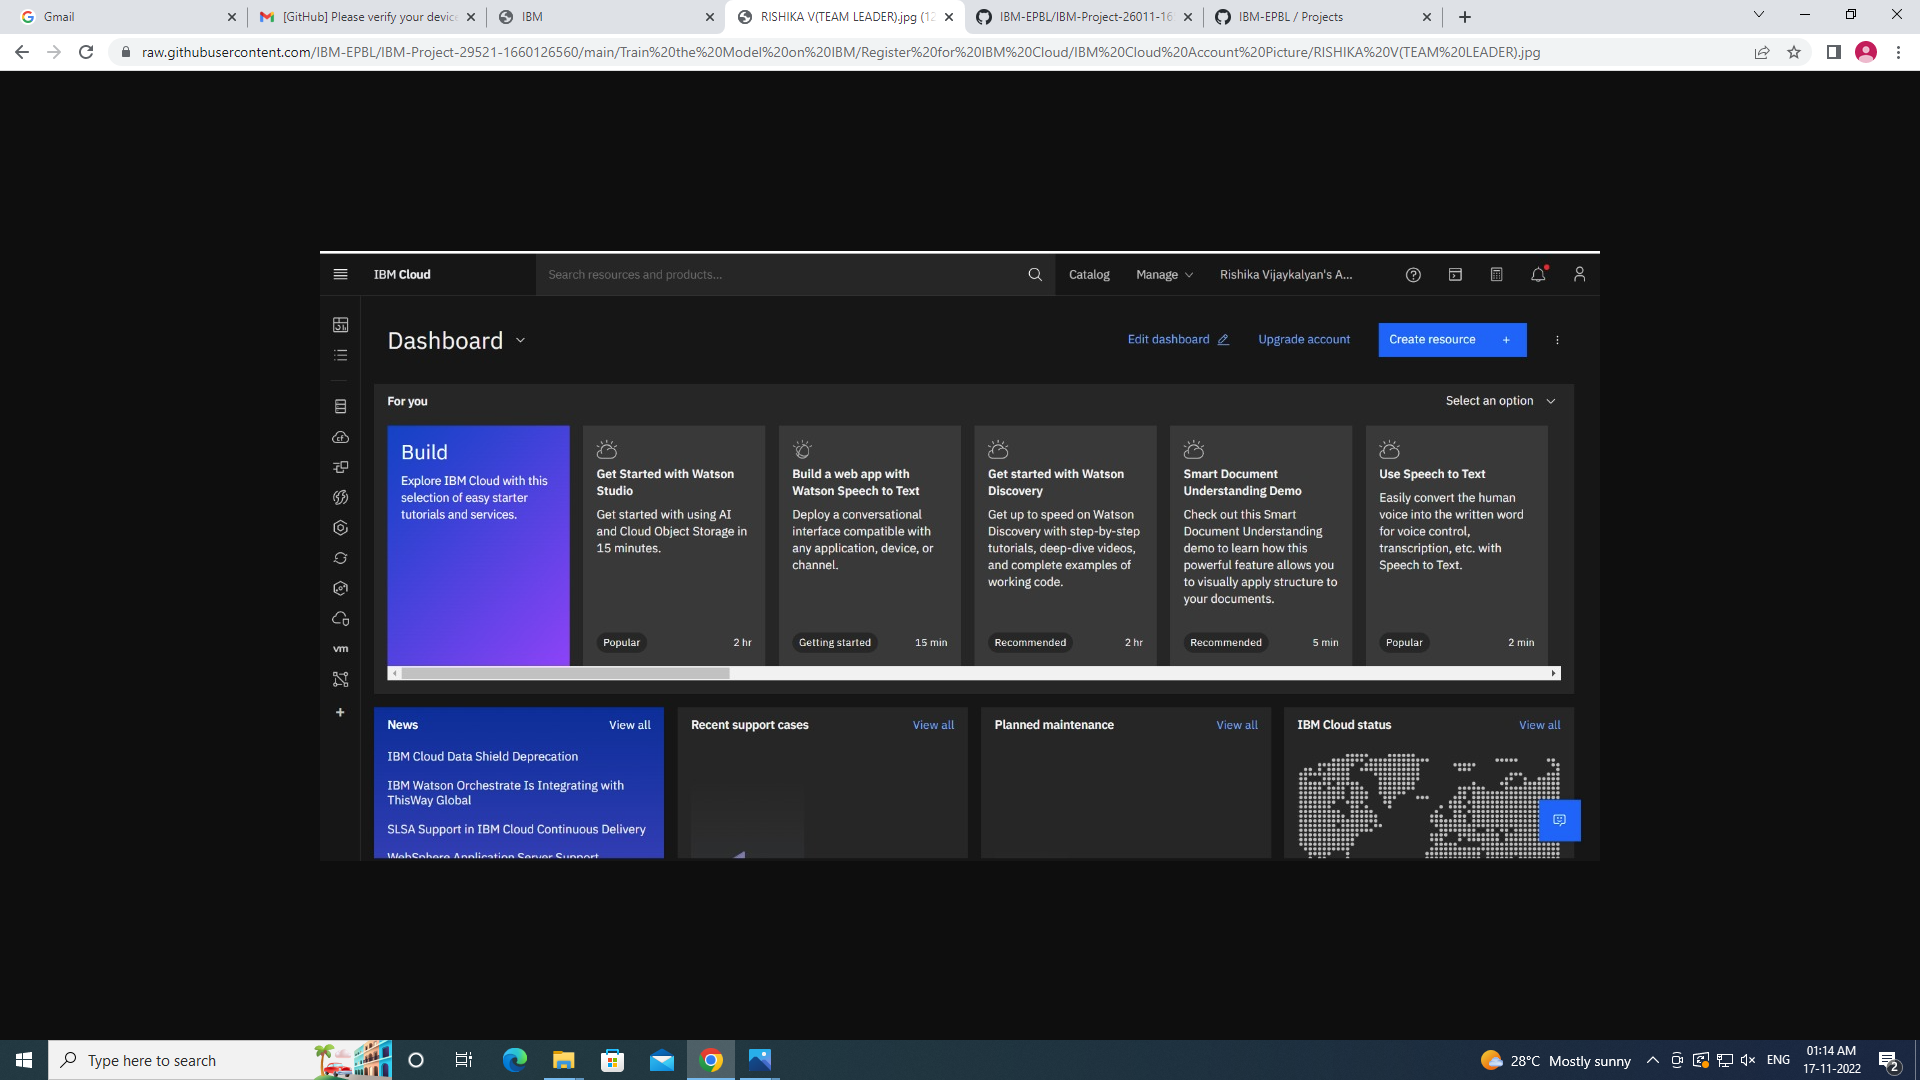 Gmail
[GitHub] Please verify your device
IBM
RISHIKA V(TEAM LEADER).jpg (12
IBM-EPBL/IBM-Project-26011-16
IBM-EPBL / Projects
raw.githubusercontent.com/IBM-EPBL/IBM-Project-29521-1660126560/main/Train%20the%20Model%20on%20IBM/Register%20for%20IBM%20Cloud/IBM%20Cloud%20Account%20Picture/RISHIKA%20V(TEAM%20LEADER).jpg
IBM Cloud
Search resources and products...
Catalog
Manage
Rishika Vijaykalyan's A...
Dashboard
Edit dashboard
Upgrade account
Create resource +
For you
Select an option
Build
Explore IBM Cloud with this
selection of easy starter
tutorials and services.
Get Started with Watson
Studio
Get started with using AI
and Cloud Object Storage in
15 minutes.
Popular
2 hr
Build a web app with
Watson Speech to Text
Deploy a conversational
interface compatible with
any application, device, or
channel.
Getting started
15 min
Get started with Watson
Discovery
Get up to speed on Watson
Discovery with step-by-step
tutorials, deep-dive videos,
and complete examples of
working code.
Recommended
2 hr
Smart Document
Understanding Demo
Check out this Smart
Document Understanding
demo to learn how this
powerful feature allows you
to visually apply structure to
your documents.
Recommended
5 min
Use Speech to Text
Easily convert the human
voice into the written word
for voice control,
transcription, etc. with
Speech to Text.
Popular
2 min
vm
News
View all
IBM Cloud Data Shield Deprecation
IBM Watson Orchestrate Is Integrating with
ThisWay Global
SLSA Support in IBM Cloud Continuous Delivery
WebSphere Application Server Support
Recent support cases
View all
Planned maintenance
View all
IBM Cloud status
View all
Type here to search
28°C Mostly sunny
ENG
01:14 AM
17-11-2022
2